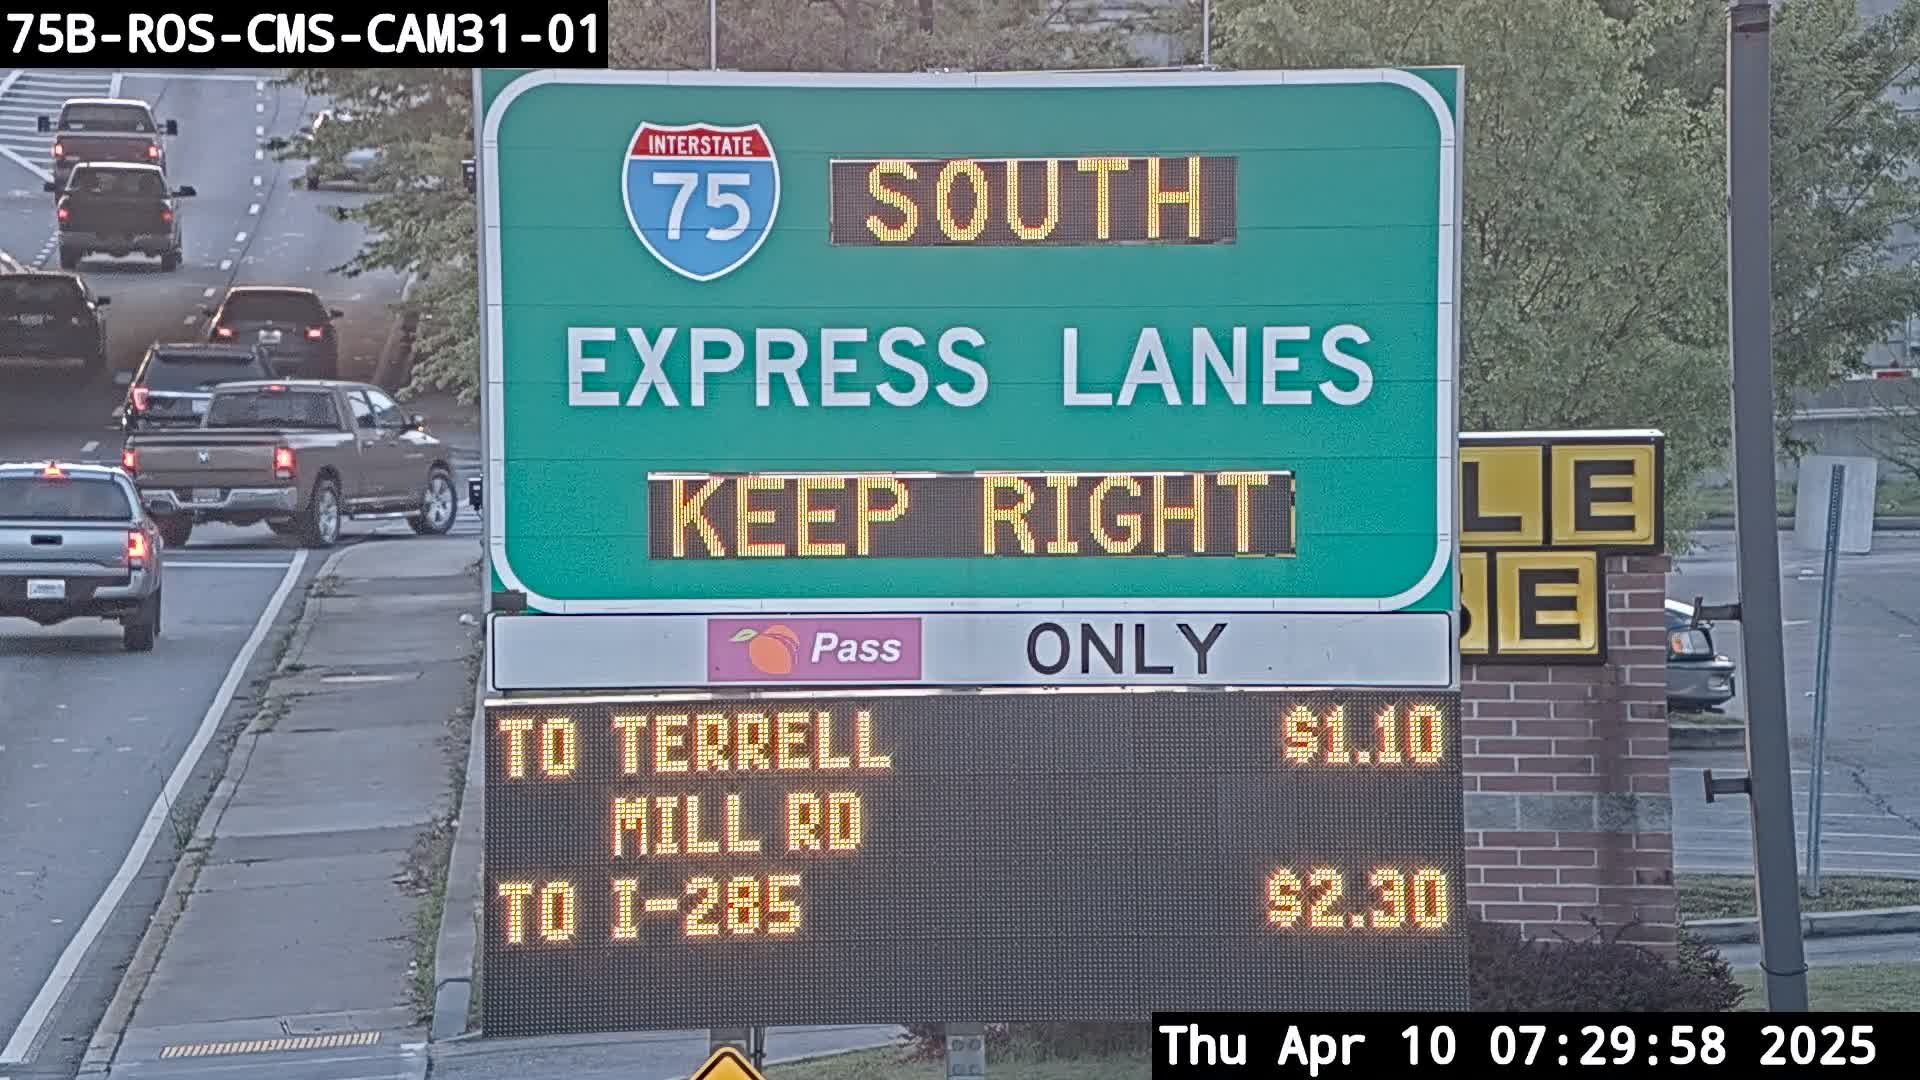 75B-ROS-CMS-CAM31-01
INTERSTATE
75
SOUTH
EXPRESS LANES
KEEP RIGHT
Pass ONLY
TO TERRELL $1.10
MILL RD
TO I-285 $2.30
LE
E
Thu Apr 10 07:29:58 2025